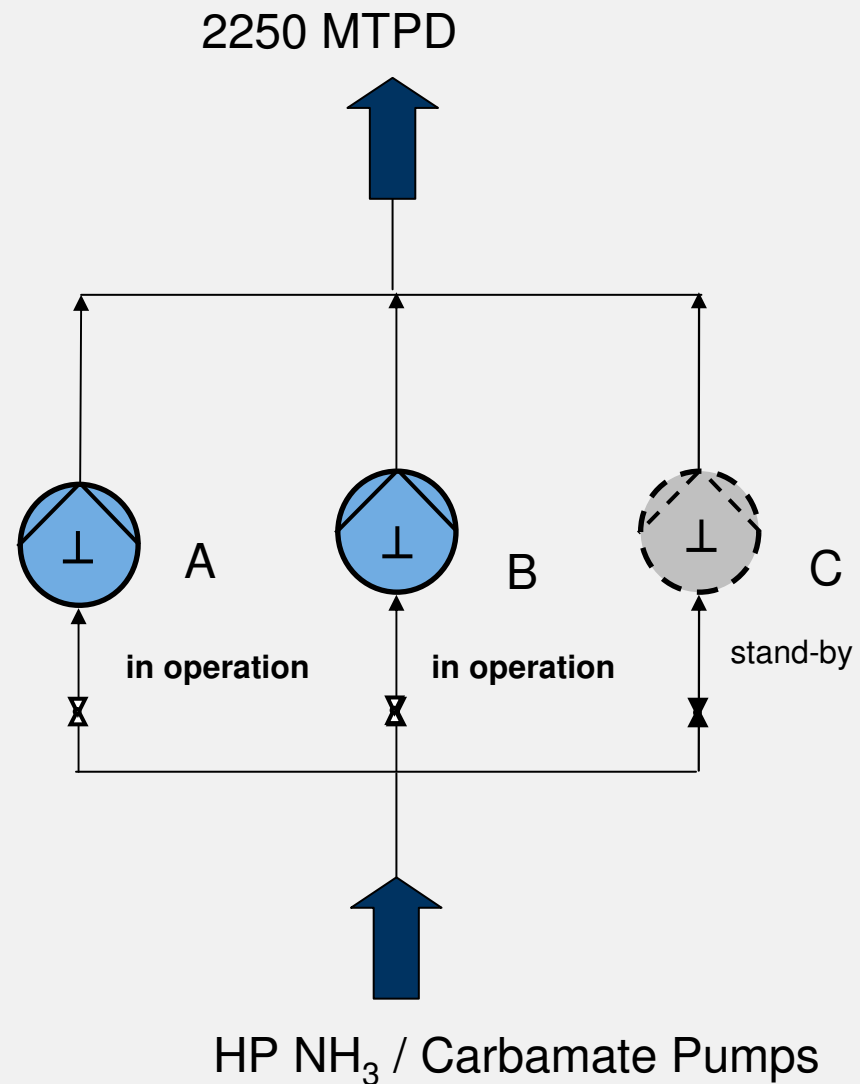 2250 MTPD
A
B
C
in operation
in operation
stand-by
HP NH₃ / Carbamate Pumps